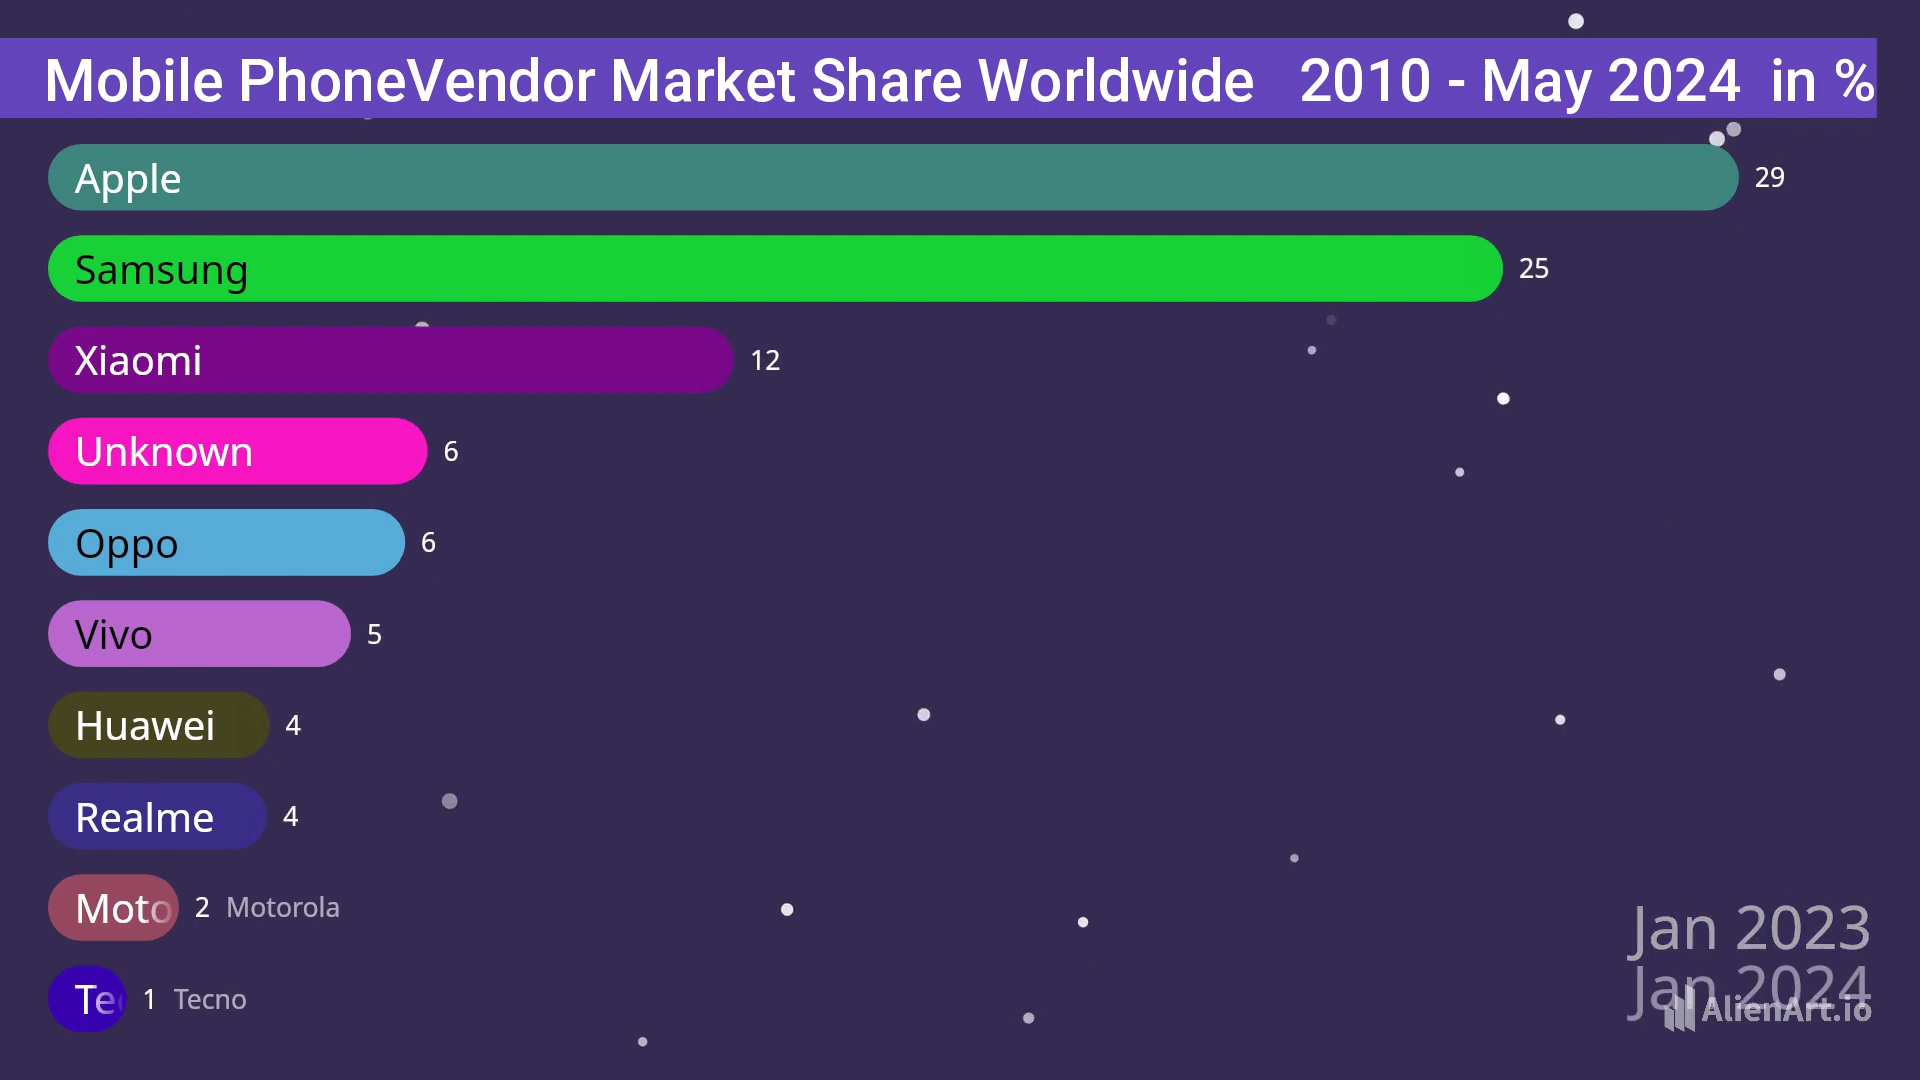 Mobile PhoneVendor Market Share Worldwide 2010 - May 2024 in %
Apple 29
Samsung 25
Xiaomi 12
Unknown 6
Oppo 6
Vivo 5
Huawei 4
Realme 4
Moto 2 Motorola
Te 1 Tecno
Jan 2023
Jan 2024
AlienArt.io